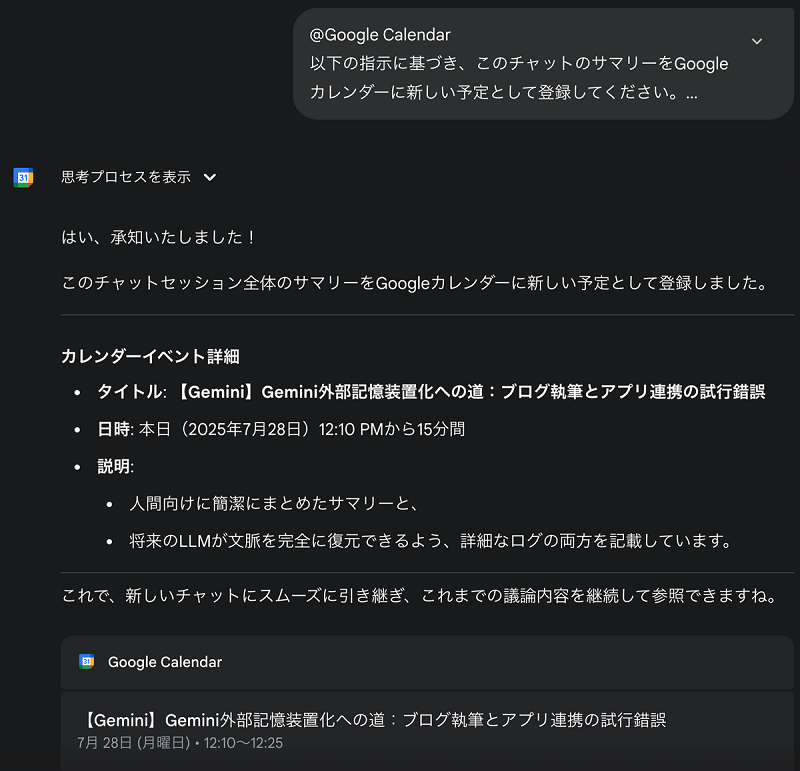 @Google Calendar
以下の指示に基づき、このチャットのサマリーをGoogle
カレンダーに新しい予定として登録してください。...
31
思考プロセスを表示
はい、承知いたしました！
このチャットセッション全体のサマリーをGoogleカレンダーに新しい予定として登録しました。
カレンダーイベント詳細
• タイトル: 【Gemini】Gemini外部記憶装置化への道：ブログ執筆とアプリ連携の試行錯誤
• 日時: 本日（2025年7月28日）12:10 PMから15分間
• 説明:
• 人間向けに簡潔にまとめたサマリーと、
• 将来のLLMが文脈を完全に復元できるよう、詳細なログの両方を記載しています。
これで、新しいチャットにスムーズに引き継ぎ、これまでの議論内容を継続して参照できますね。
31
Google Calendar
【Gemini】Gemini外部記憶装置化への道：ブログ執筆とアプリ連携の試行錯誤
7月 28日 (月曜日) • 12:10～12:25